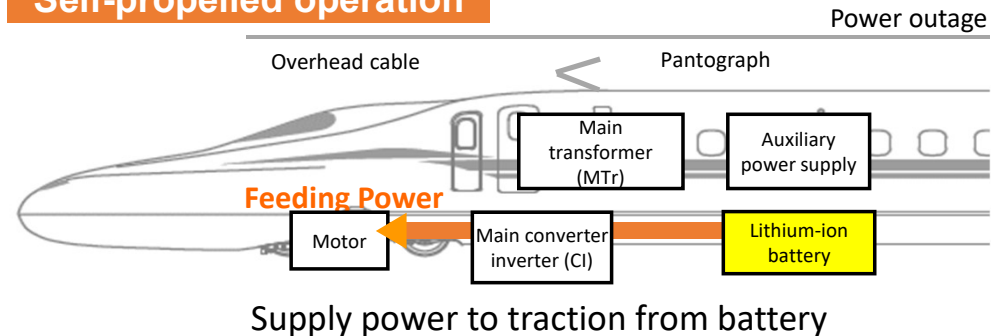 Self-propelled operation
Power outage
Overhead cable
Pantograph
Main
transformer
(MTr)
Auxiliary
power supply
Feeding Power
Motor
Main converter
inverter (CI)
Lithium-ion
battery
Supply power to traction from battery